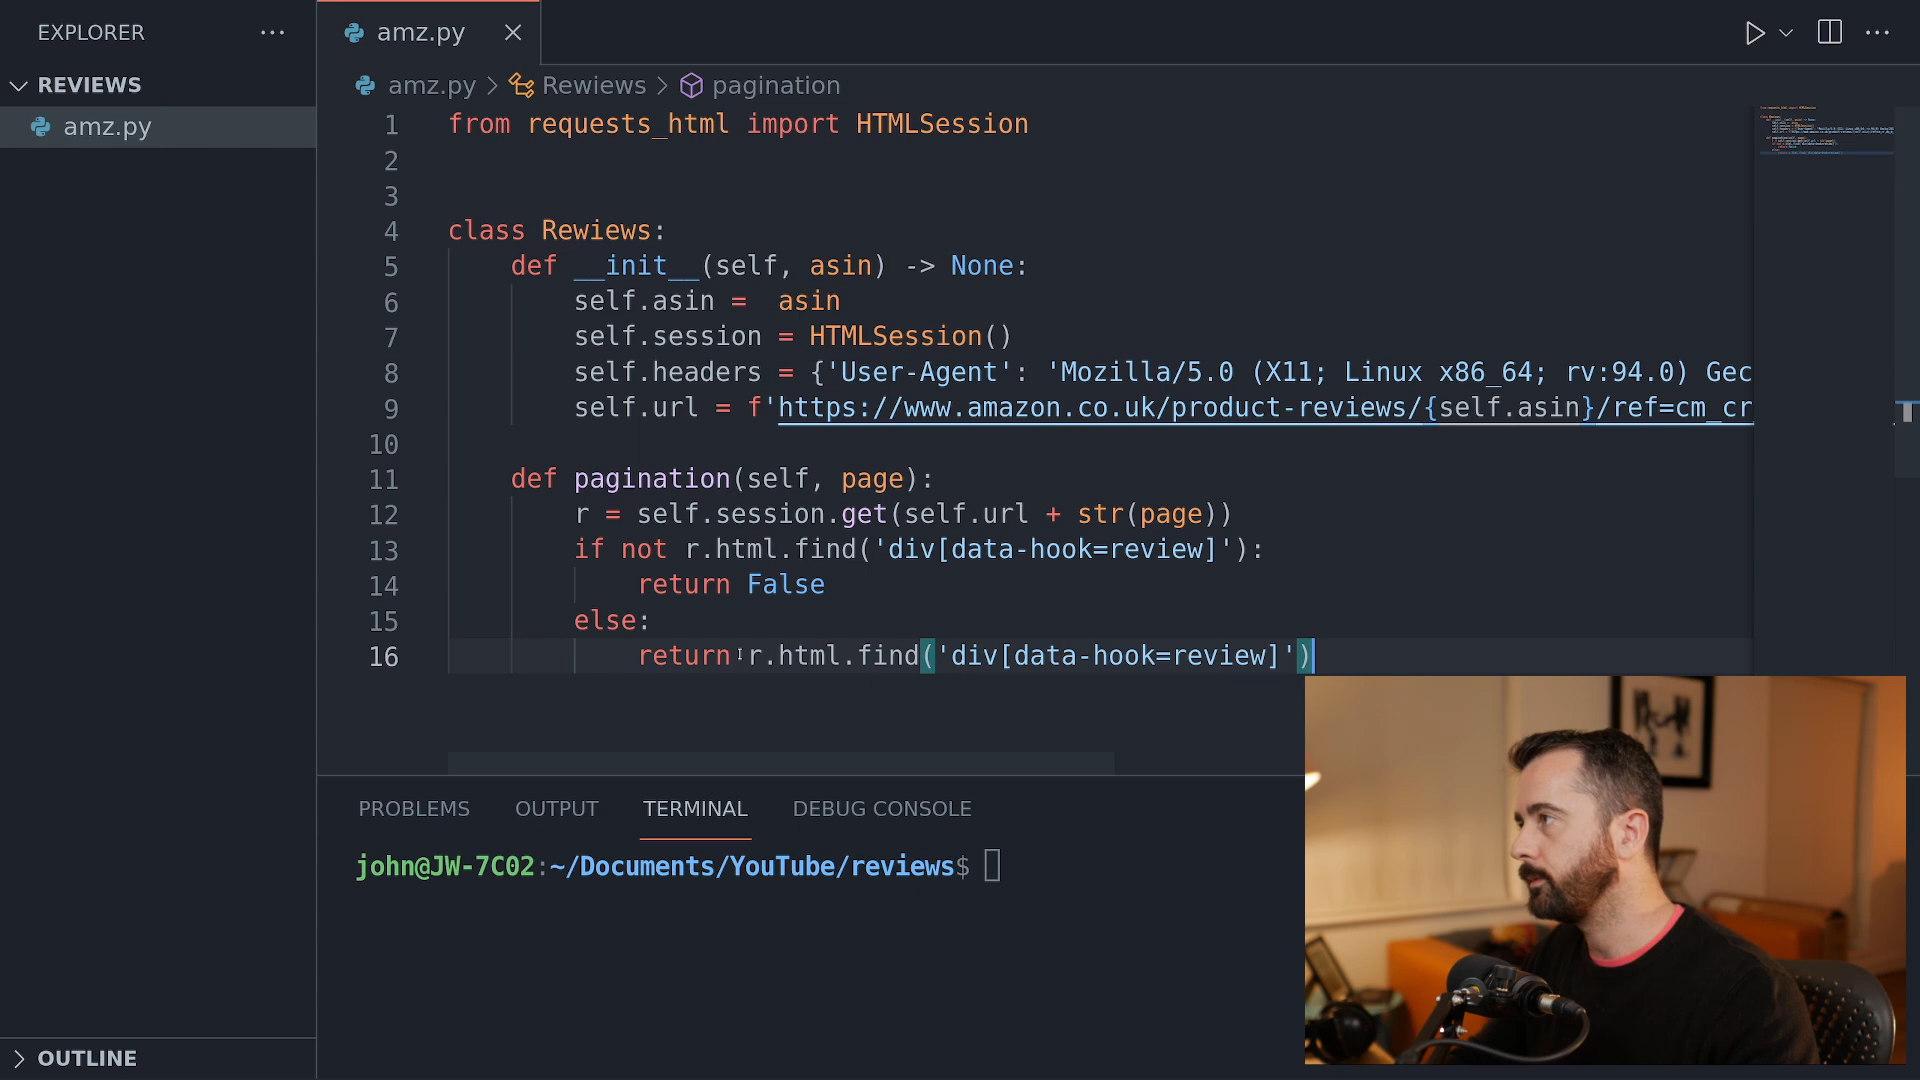 EXPLORER
···
REVIEWS
amz.py
OUTLINE
amz.py
amz.py > Rewiews > pagination
1 from requests_html import HTMLSession
2
3
4 class Rewiews:
5     def __init__(self, asin) -> None:
6         self.asin =  asin
7         self.session = HTMLSession()
8         self.headers = {'User-Agent': 'Mozilla/5.0 (X11; Linux x86_64; rv:94.0) Gec
9         self.url = f'https://www.amazon.co.uk/product-reviews/{self.asin}/ref=cm_cr
10
11     def pagination(self, page):
12         r = self.session.get(self.url + str(page))
13         if not r.html.find('div[data-hook=review]'):
14             return False
15         else:
16             return r.html.find('div[data-hook=review]')
PROBLEMS OUTPUT TERMINAL DEBUG CONSOLE
john@JW-7C02:~/Documents/YouTube/reviews$